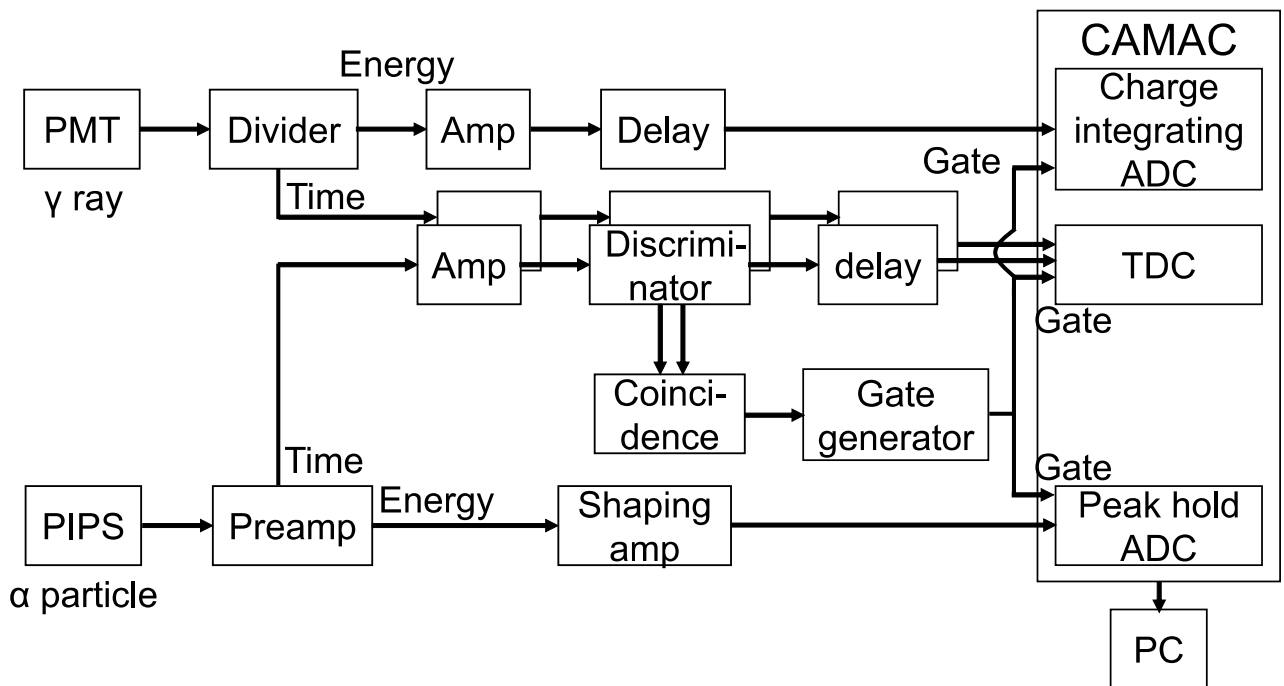 CAMAC
Energy
PMT
Divider
Amp
Delay
Charge
integrating
ADC
γ ray
Time
Gate
Amp
Discrimi-
nator
delay
TDC
Gate
Coinci-
dence
Gate
generator
Time
Gate
PIPS
Preamp
Energy
Shaping
amp
Peak hold
ADC
α particle
PC